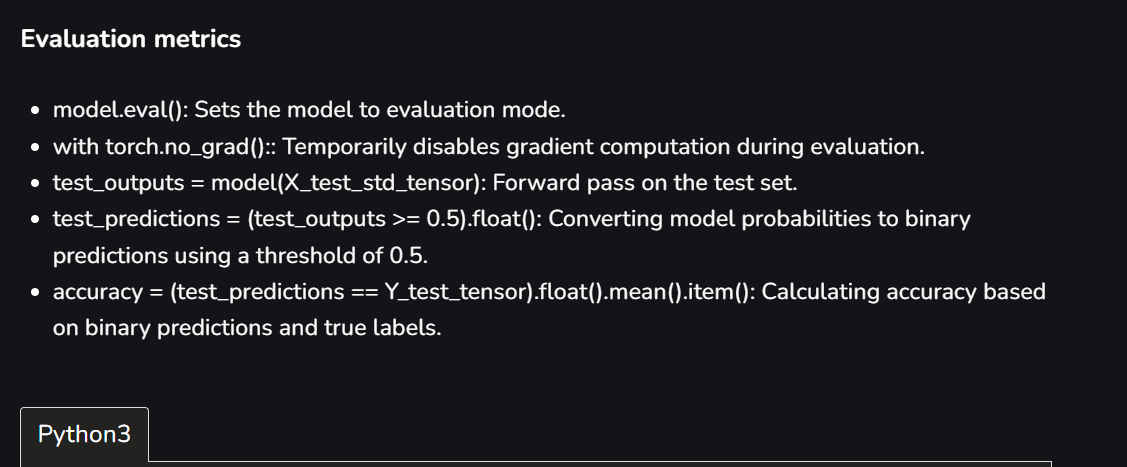 Evaluation metrics
• model.eval(): Sets the model to evaluation mode.
• with torch.no_grad():: Temporarily disables gradient computation during evaluation.
• test_outputs = model(X_test_std_tensor): Forward pass on the test set.
• test_predictions = (test_outputs >= 0.5).float(): Converting model probabilities to binary
predictions using a threshold of 0.5.
• accuracy = (test_predictions == Y_test_tensor).float().mean().item(): Calculating accuracy based
on binary predictions and true labels.
Python3